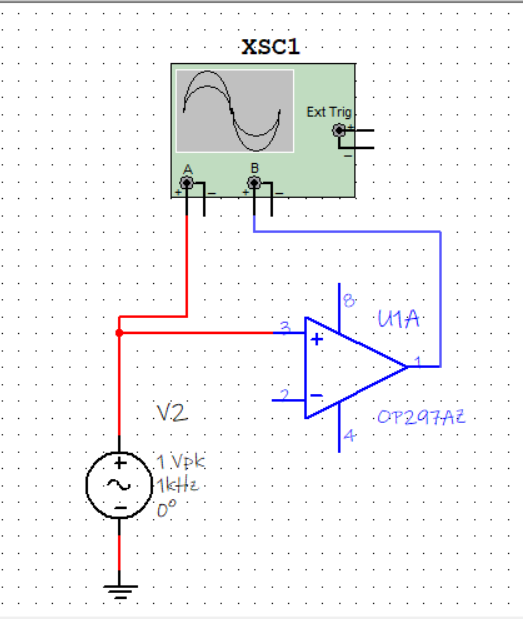 XSC1
Ext Trig
+
−
A
B
+
−
+
−
3
+
8
U1A
1
2
−
OP297AZ
4
V2
+
1 Vpk
1kHz
0°
−